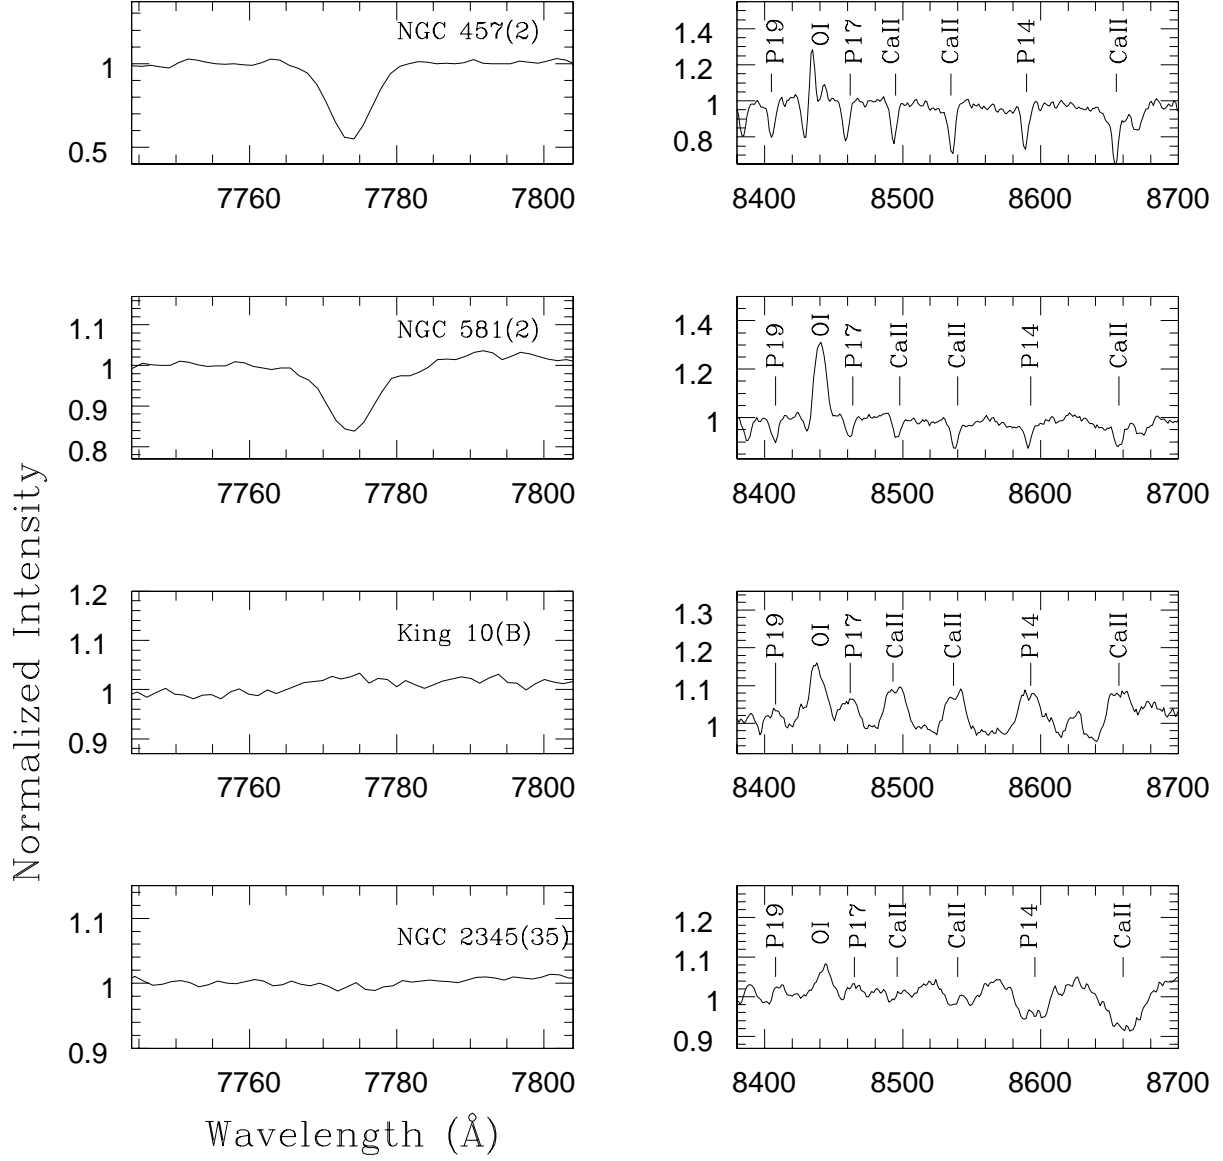 Normalized Intensity
NGC 457(2)
1
0.5
7760 7780 7800
P19 OI P17 CaII CaII P14 CaII
1.4
1.2
1
0.8
8400 8500 8600 8700
NGC 581(2)
1.1
1
0.9
0.8
7760 7780 7800
P19 OI P17 CaII CaII P14 CaII
1.4
1.2
1
8400 8500 8600 8700
King 10(B)
1.2
1.1
1
0.9
7760 7780 7800
P19 OI P17 CaII CaII P14 CaII
1.3
1.2
1.1
1
8400 8500 8600 8700
NGC 2345(35)
1.1
1
0.9
7760 7780 7800
P19 OI P17 CaII CaII P14 CaII
1.2
1.1
1
0.9
8400 8500 8600 8700
Wavelength (Å)